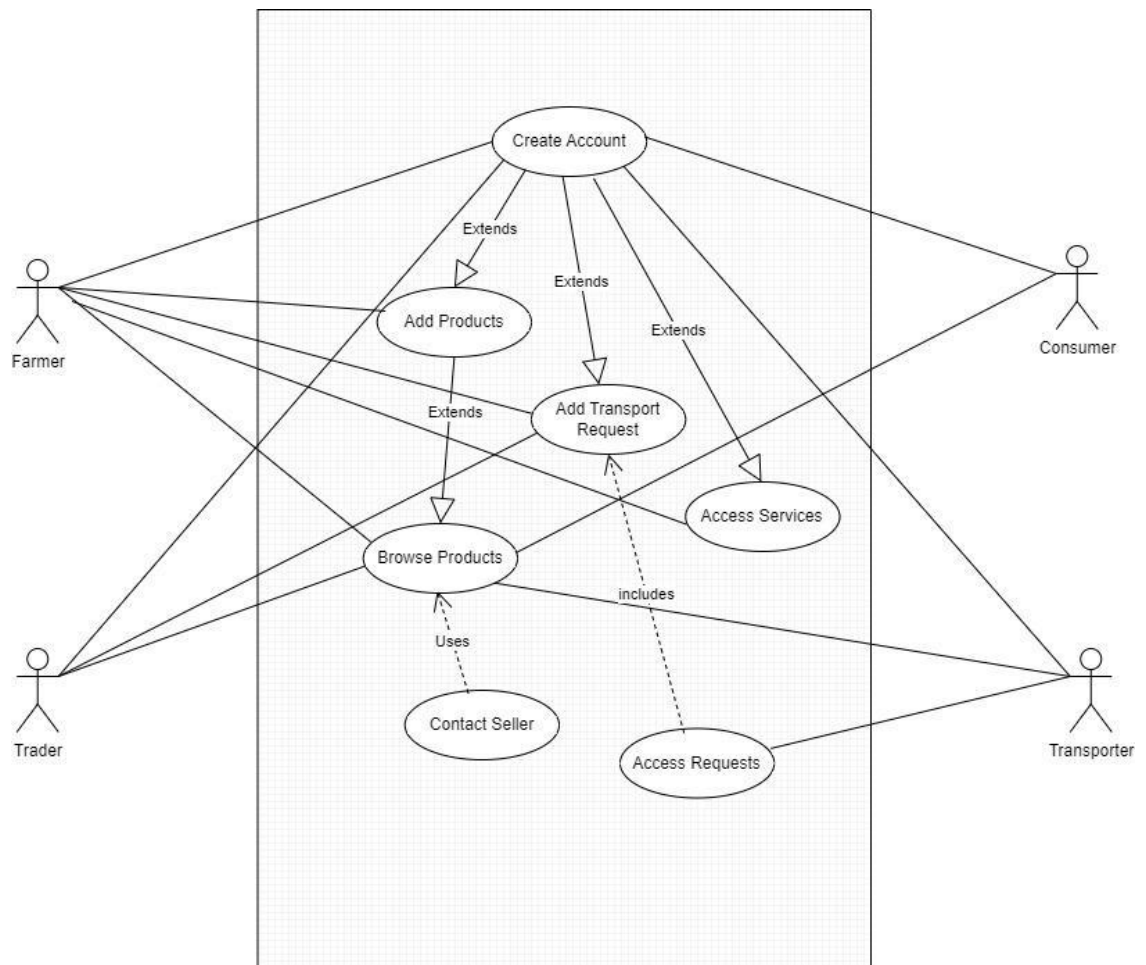 Create Account
Extends
Add Products
Extends
Extends
Farmer
Consumer
Extends
Add Transport
Request
Access Services
Browse Products
includes
Uses
Contact Seller
Access Requests
Trader
Transporter